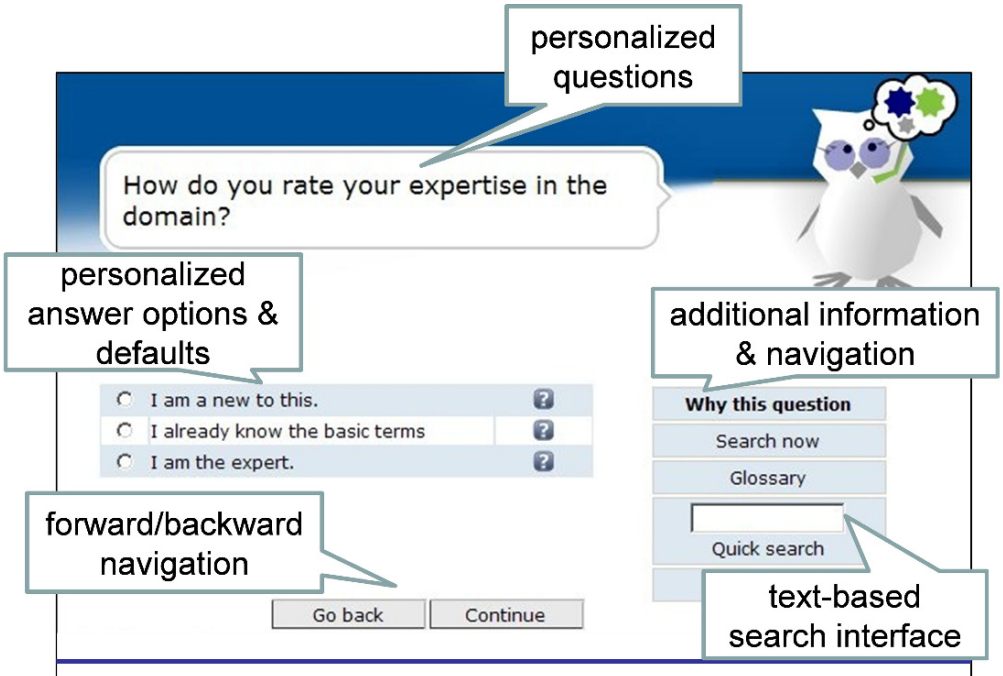 personalized
questions
How do you rate your expertise in the
domain?
personalized
answer options &
defaults
additional information
& navigation
I am a new to this.
?
I already know the basic terms
?
I am the expert.
?
Why this question
Search now
Glossary
Quick search
forward/backward
navigation
Go back
Continue
text-based
search interface